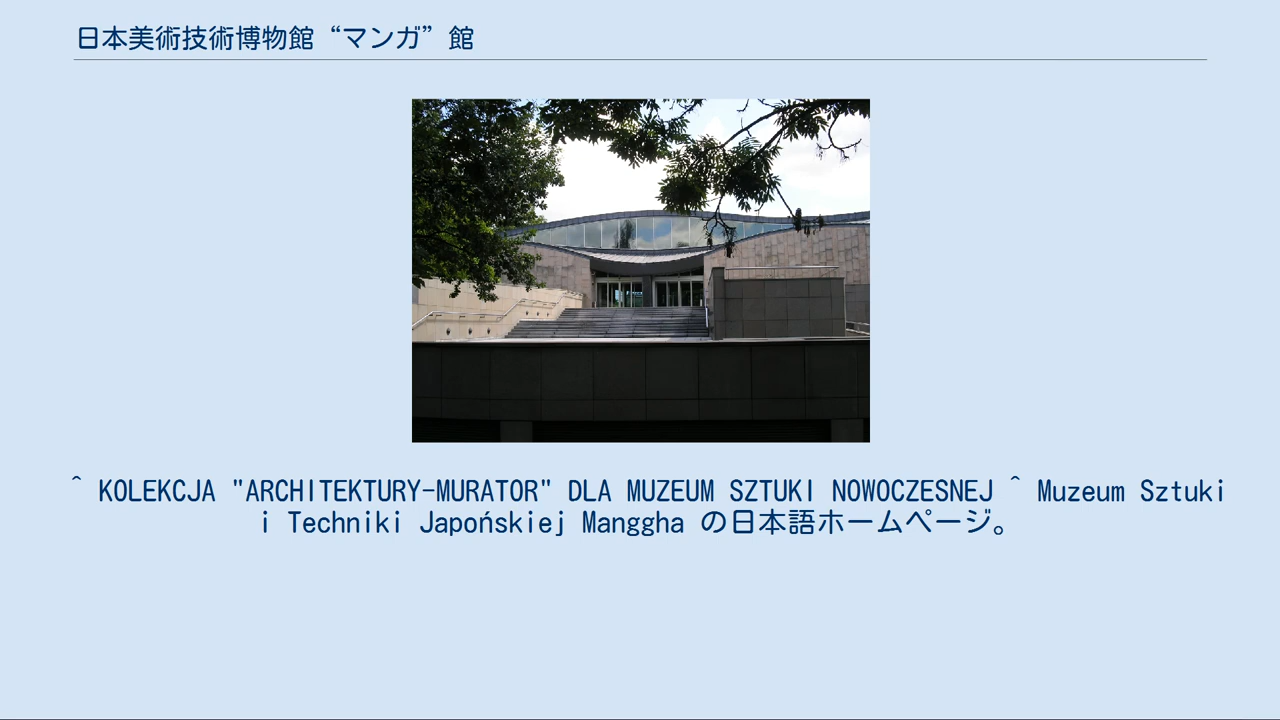 日本美術技術博物館“マンガ”館
^ KOLEKCJA "ARCHITEKTURY-MURATOR" DLA MUZEUM SZTUKI NOWOCZESNEJ ^ Muzeum Sztuki
i Techniki Japońskiej Manggha の日本語ホームページ。